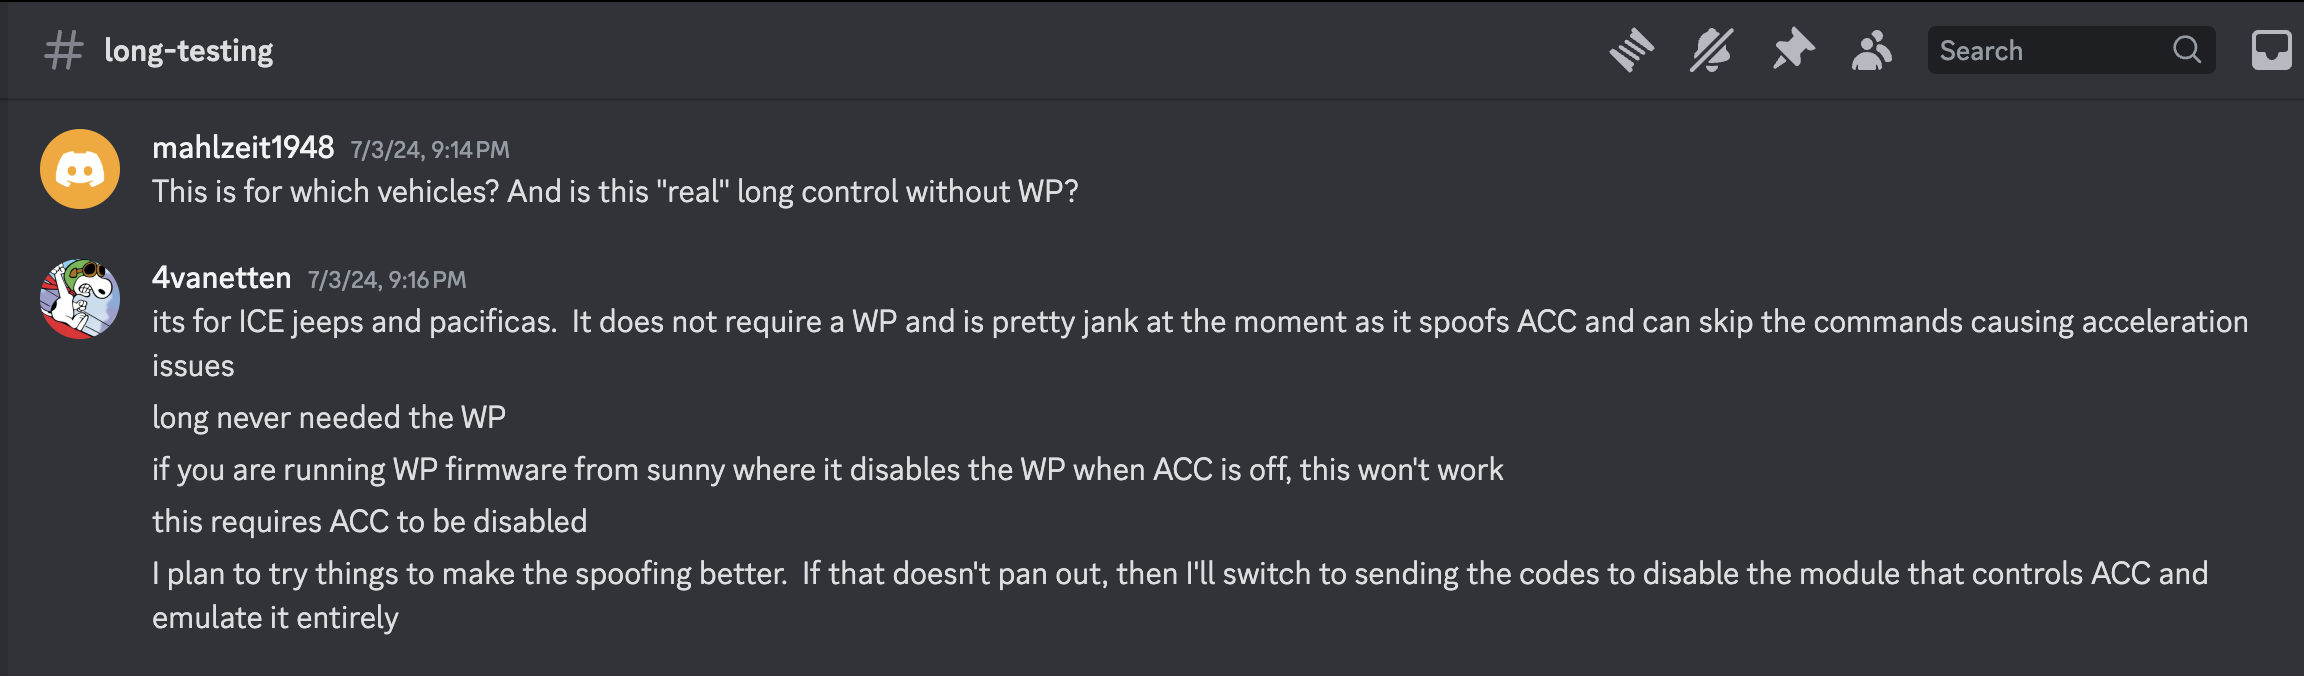 # long-testing
Search
mahlzeit1948 7/3/24, 9:14 PM
This is for which vehicles? And is this "real" long control without WP?
4vanetten 7/3/24, 9:16 PM
its for ICE jeeps and pacificas.  It does not require a WP and is pretty jank at the moment as it spoofs ACC and can skip the commands causing acceleration
issues
long never needed the WP
if you are running WP firmware from sunny where it disables the WP when ACC is off, this won't work
this requires ACC to be disabled
I plan to try things to make the spoofing better.  If that doesn't pan out, then I'll switch to sending the codes to disable the module that controls ACC and
emulate it entirely